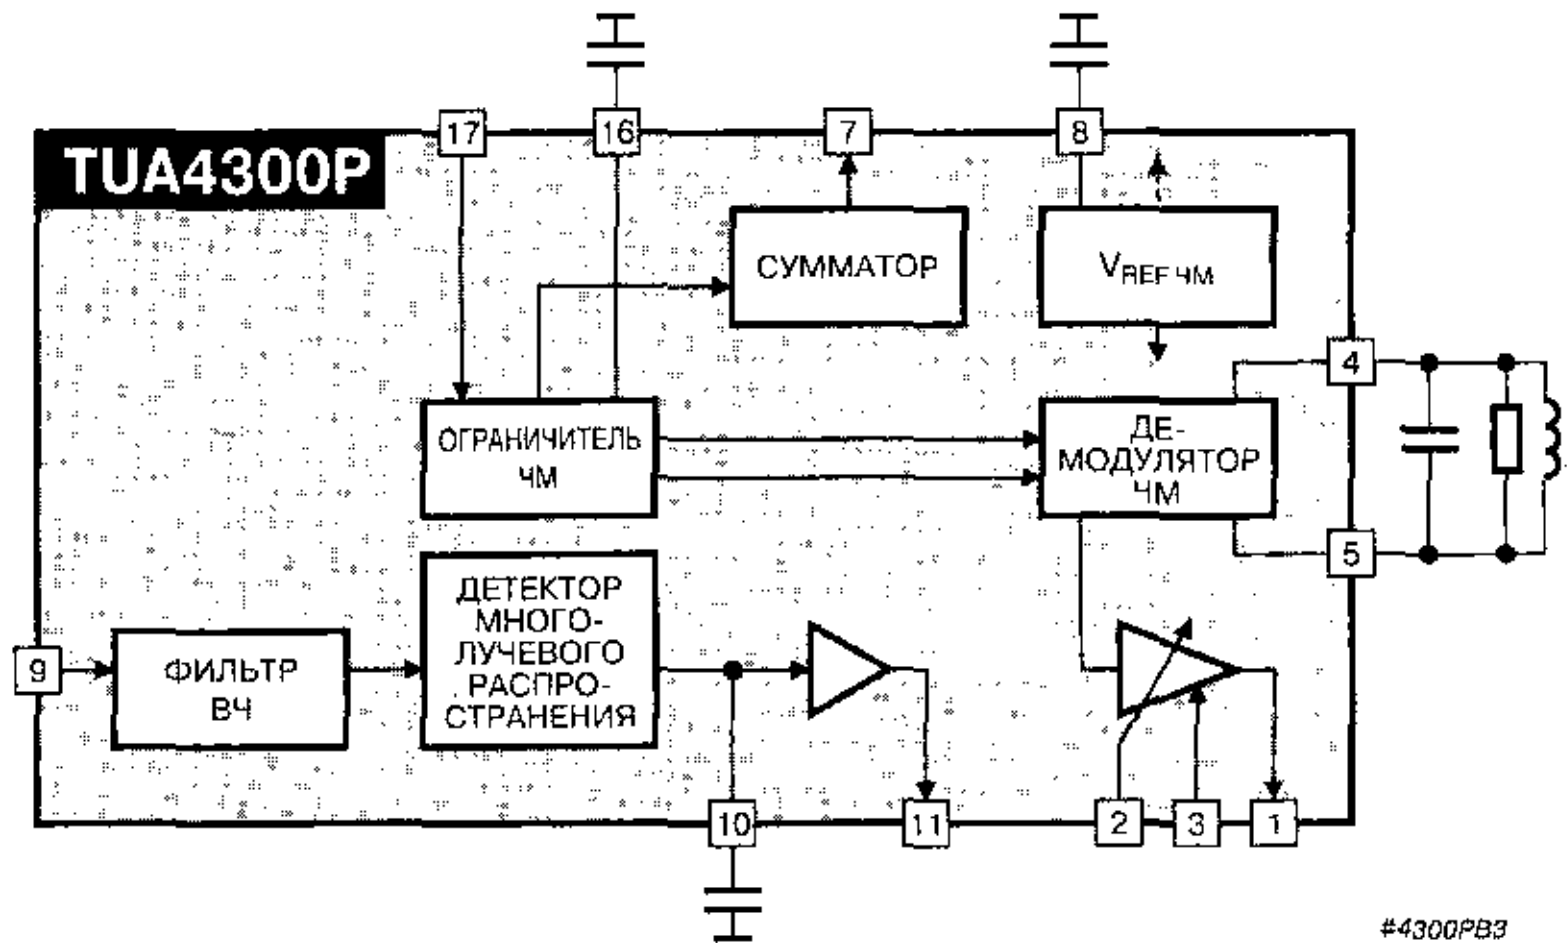 17
16
7
8
TUA4300P
СУММАТОР
VREF ЧМ
4
ОГРАНИЧИТЕЛЬ
ЧМ
ДЕ-
МОДУЛЯТОР
ЧМ
5
ДЕТЕКТОР
МНОГО-
ЛУЧЕВОГО
РАСПРО-
СТРАНЕНИЯ
9
ФИЛЬТР
ВЧ
10
11
2
3
1
#4300PB3